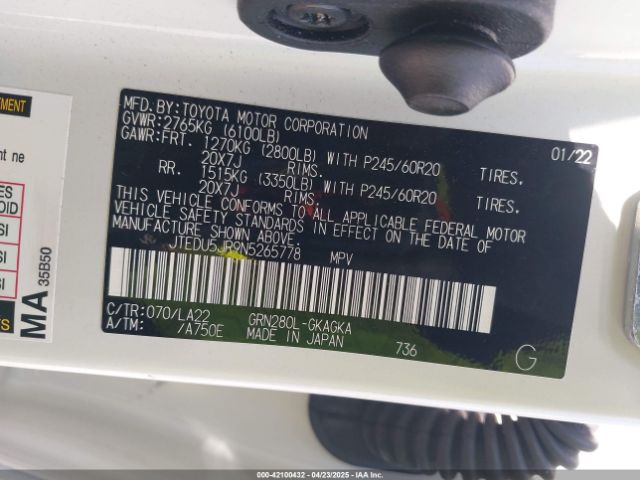 MFD.BY:TOYOTA MOTOR CORPORATION 01/22
GVWR:2765KG (6100LB)
GAWR:FRT. 1270KG (2800LB) WITH P245/60R20 TIRES,
20X7J RIMS.
RR. 1515KG (3350LB) WITH P245/60R20 TIRES,
20X7J RIMS.
THIS VEHICLE CONFORMS TO ALL APPLICABLE FEDERAL MOTOR
VEHICLE SAFETY STANDARDS IN EFFECT ON THE DATE OF
MANUFACTURE SHOWN ABOVE.
JTEDU5JR9N5265778 MPV
C/TR:070/LA22 GRN280L-GKAGKA
A/TM: /A750E MADE IN JAPAN 736 G
MA
35B50
000-42100432 - 04/23/2025 - IAAI.COM